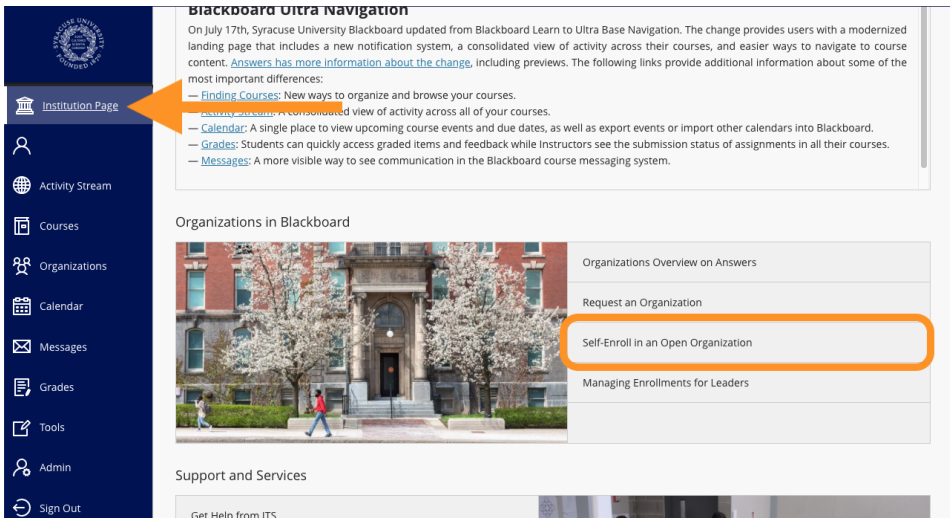 SYRACUSE UNIVERSITY
FOUNDED
Institution Page
Activity Stream
Courses
Organizations
Calendar
Messages
Grades
Tools
Admin
Sign Out
Blackboard Ultra Navigation
On July 17th, Syracuse University Blackboard updated from Blackboard Learn to Ultra Base Navigation. The change provides users with a modernized
landing page that includes a new notification system, a consolidated view of activity across their courses, and easier ways to navigate to course
content. Answers has more information about the change, including previews. The following links provide additional information about some of the
most important differences:
— Finding Courses: New ways to organize and browse your courses.
— Activity Stream: A consolidated view of activity across all of your courses.
— Calendar: A single place to view upcoming course events and due dates, as well as export events or import other calendars into Blackboard.
— Grades: Students can quickly access graded items and feedback while Instructors see the submission status of assignments in all their courses.
— Messages: A more visible way to see communication in the Blackboard course messaging system.
Organizations in Blackboard
Organizations Overview on Answers
Request an Organization
Self-Enroll in an Open Organization
Managing Enrollments for Leaders
Support and Services
Get Help from ITS